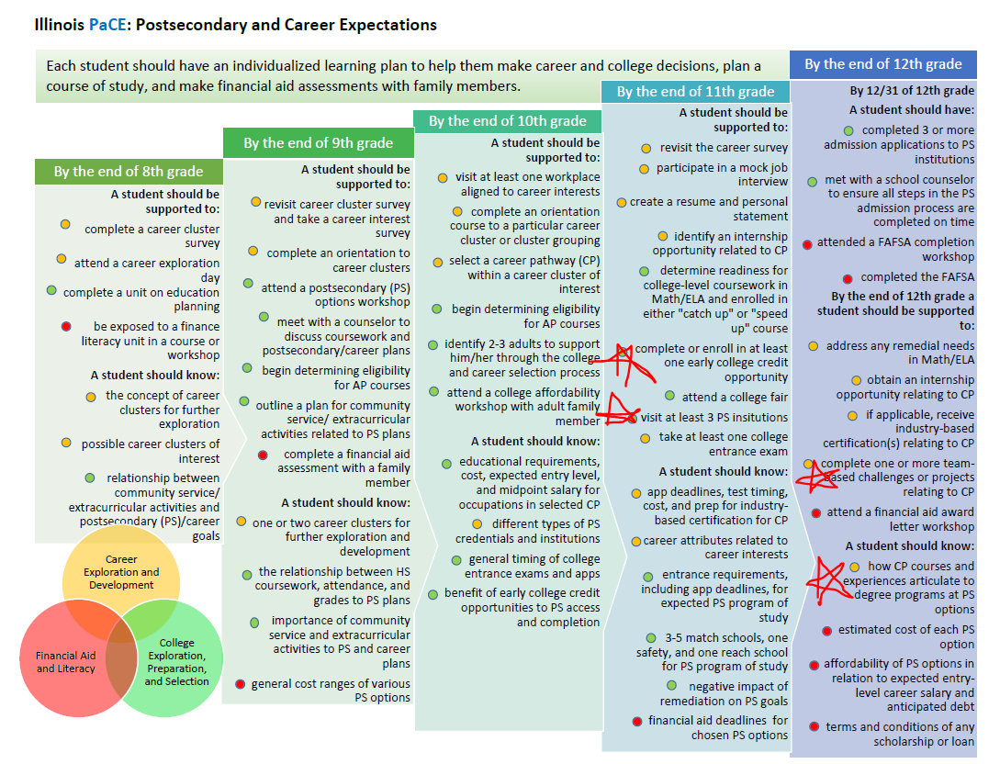 Illinois PaCE: Postsecondary and Career Expectations
Each student should have an individualized learning plan to help them make career and college decisions, plan a
course of study, and make financial aid assessments with family members.
By the end of 8th grade
A student should be
supported to:
complete a career cluster
survey
attend a career exploration
day
complete a unit on education
planning
be exposed to a finance
literacy unit in a course or
workshop
A student should know:
the concept of career
clusters for further
exploration
possible career clusters of
interest
relationship between
community service/
extracurricular activities and
postsecondary (PS)/career
goals
Career
Exploration and
Development
Financial Aid
and Literacy
College
Exploration,
Preparation,
and Selection
By the end of 9th grade
A student should be
supported to:
revisit career cluster survey
and take a career interest
survey
complete an orientation to
career clusters
attend a postsecondary (PS)
options workshop
meet with a counselor to
discuss coursework and
postsecondary/career plans
begin determining eligibility
for AP courses
outline a plan for community
service/ extracurricular
activities related to PS plans
complete a financial aid
assessment with a family
member
A student should know:
one or two career clusters for
further exploration and
development
the relationship between HS
coursework, attendance, and
grades to PS plans
importance of community
service and extracurricular
activities to PS and career
plans
general cost ranges of various
PS options
By the end of 10th grade
A student should be
supported to:
visit at least one workplace
aligned to career interests
complete an orientation
course to a particular career
cluster or cluster grouping
select a career pathway (CP)
within a career cluster of
interest
begin determining eligibility
for AP courses
identify 2-3 adults to support
him/her through the college
and career selection process
attend a college affordability
workshop with adult family
member
A student should know:
educational requirements,
cost, expected entry level,
and midpoint salary for
occupations in selected CP
different types of PS
credentials and institutions
general timing of college
entrance exams and apps
benefit of early college credit
opportunities to PS access
and completion
By the end of 11th grade
A student should be
supported to:
revisit the career survey
participate in a mock job
interview
create a resume and personal
statement
identify an internship
opportunity related to CP
determine readiness for
college-level coursework in
Math/ELA and enrolled in
either "catch up" or "speed
up" course
complete or enroll in at least
one early college credit
opportunity
attend a college fair
visit at least 3 PS insitutions
take at least one college
entrance exam
A student should know:
app deadlines, test timing,
cost, and prep for industry-
based certification for CP
career attributes related to
career interests
entrance requirements,
including app deadlines, for
expected PS program of
study
3-5 match schools, one
safety, and one reach school
for PS program of study
negative impact of
remediation on PS goals
financial aid deadlines for
chosen PS options
By the end of 12th grade
By 12/31 of 12th grade
A student should have:
completed 3 or more
admission applications to PS
institutions
met with a school counselor
to ensure all steps in the PS
admission process are
completed on time
attended a FAFSA completion
workshop
completed the FAFSA
By the end of 12th grade a
student should be supported
to:
address any remedial needs
in Math/ELA
obtain an internship
opportunity relating to CP
if applicable, receive
industry-based
certification(s) relating to CP
complete one or more team-
based challenges or projects
relating to CP
attend a financial aid award
letter workshop
A student should know:
how CP courses and
experiences articulate to
degree programs at PS
options
estimated cost of each PS
option
affordability of PS options in
relation to expected entry-
level career salary and
anticipated debt
terms and conditions of any
scholarship or loan